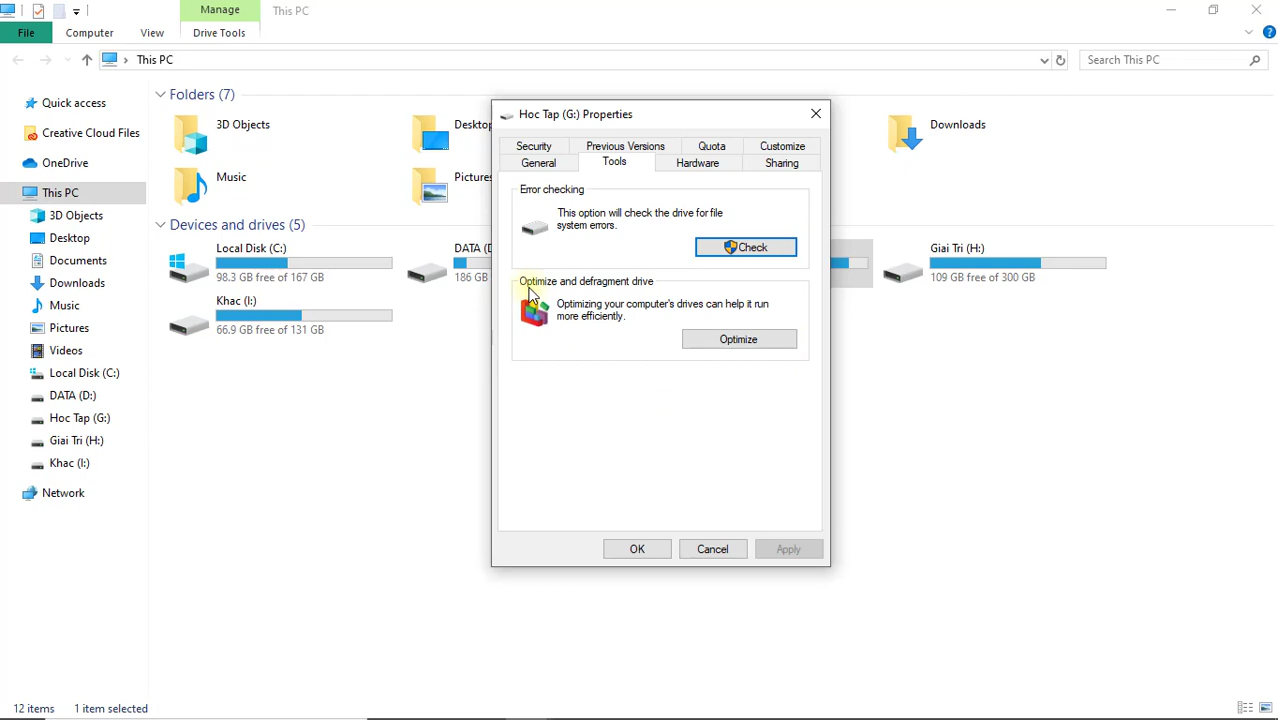 Manage
This PC
File
Computer
View
Drive Tools
This PC
Search This PC
Quick access
Creative Cloud Files
OneDrive
This PC
3D Objects
Desktop
Documents
Downloads
Music
Pictures
Videos
Local Disk (C:)
DATA (D:)
Hoc Tap (G:)
Giai Tri (H:)
Khac (I:)
Network
Folders (7)
3D Objects
Desktop
Downloads
Music
Pictures
Devices and drives (5)
Local Disk (C:)
98.3 GB free of 167 GB
DATA (D
186 GB
Giai Tri (H:)
109 GB free of 300 GB
Khac (I:)
66.9 GB free of 131 GB
Hoc Tap (G:) Properties
Security
Previous Versions
Quota
Customize
General
Tools
Hardware
Sharing
Error checking
This option will check the drive for file
system errors.
Check
Optimize and defragment drive
Optimizing your computer's drives can help it run
more efficiently.
Optimize
OK
Cancel
Apply
12 items
1 item selected